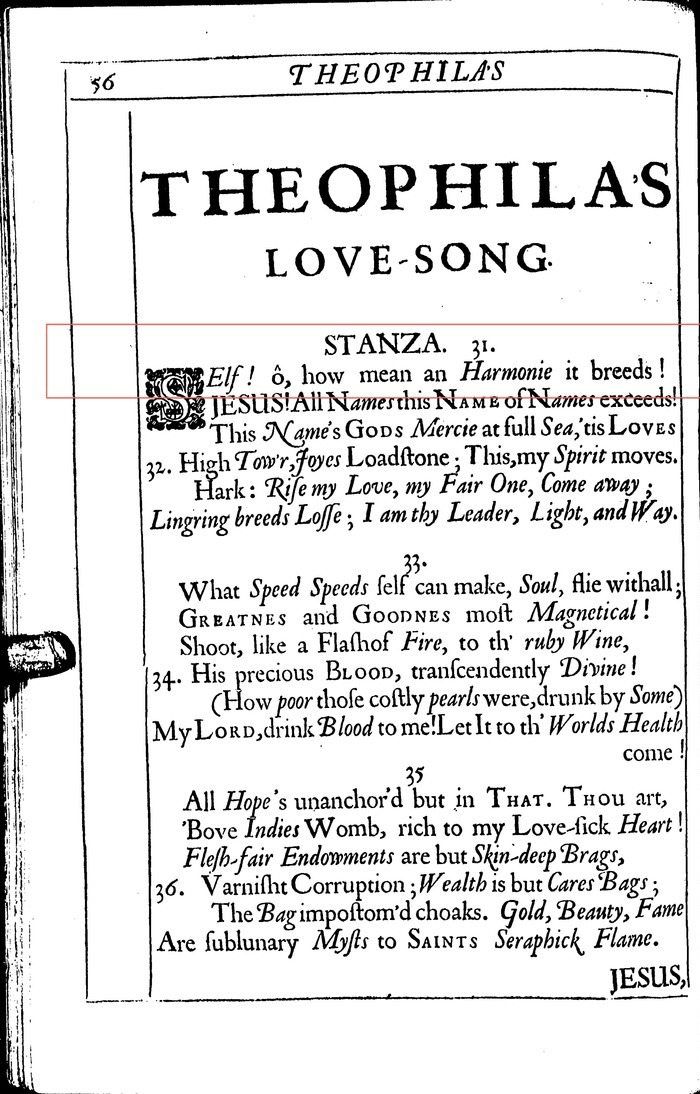 56 THEOPHILA'S
THEOPHILA'S
LOVE-SONG.
STANZA. 31.
SElf! ô, how mean an Harmonie it breeds!
JESUS! All Names this NAME of Names exceeds!
This Name's GODS Mercie at full Sea, 'tis LOVES
32. High Tow'r, Joyes Loadſtone; This, my Spirit moves.
Hark: Riſe my Love, my Fair One, Come away;
Lingring breeds Loſſe; I am thy Leader, Light, and Way.
33.
What Speed Speeds ſelf can make, Soul, flie withall;
GREATNES and GOODNES moſt Magnetical!
Shoot, like a Flaſhof Fire, to th' ruby Wine,
34. His precious BLOOD, tranſcendently Divine!
(How poor thoſe coſtly pearls were, drunk by Some)
My LORD, drink Blood to me! Let It to th' Worlds Health
come!
35
All Hope's unanchor'd but in THAT. THOU art,
'Bove Indies Womb, rich to my Love-ſick Heart!
Fleſh-fair Endowments are but Skin-deep Brags,
36. Varniſht Corruption; Wealth is but Cares Bags;
The Bag impoſtom'd choaks. Gold, Beauty, Fame
Are ſublunary Myſts to SAINTS Seraphick Flame.
JESUS,